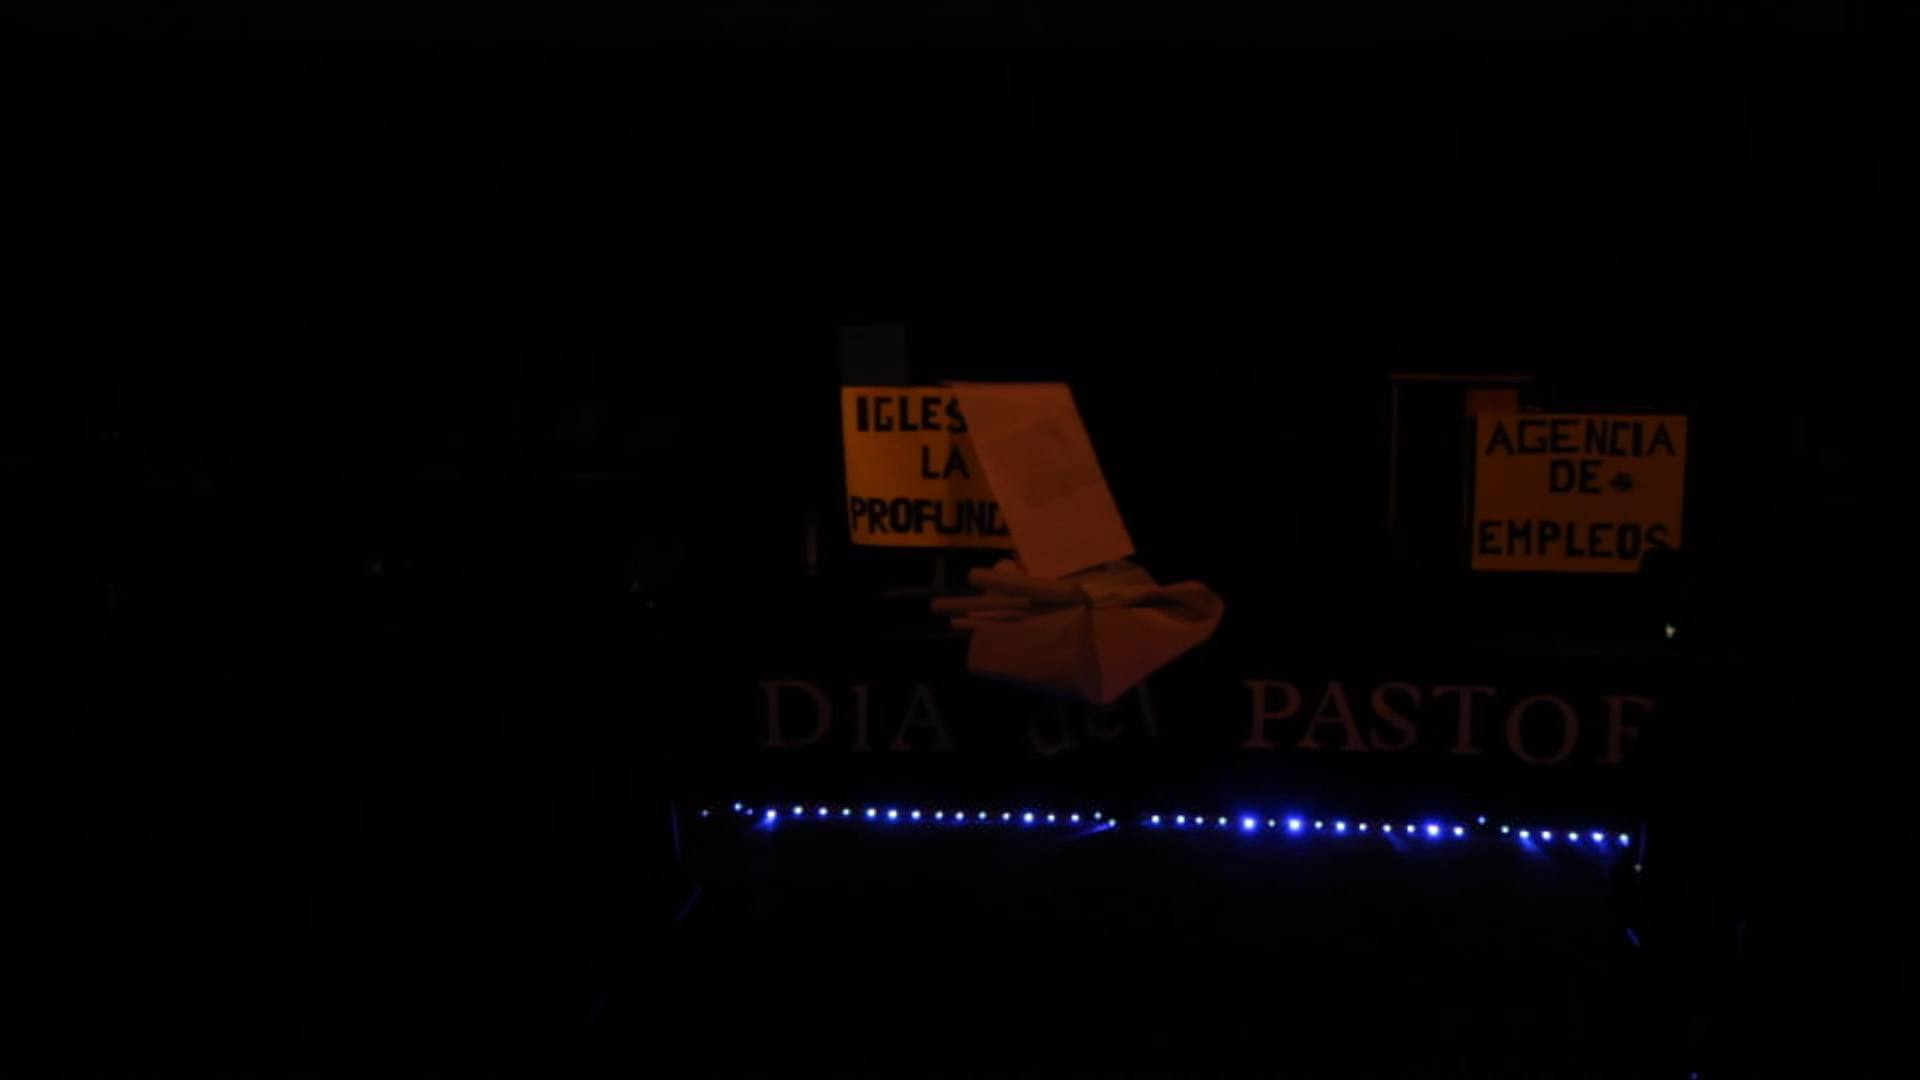 IGLES
LA
PROFUND
AGENCIA
DE
EMPLEOS
DIA del PASTOR